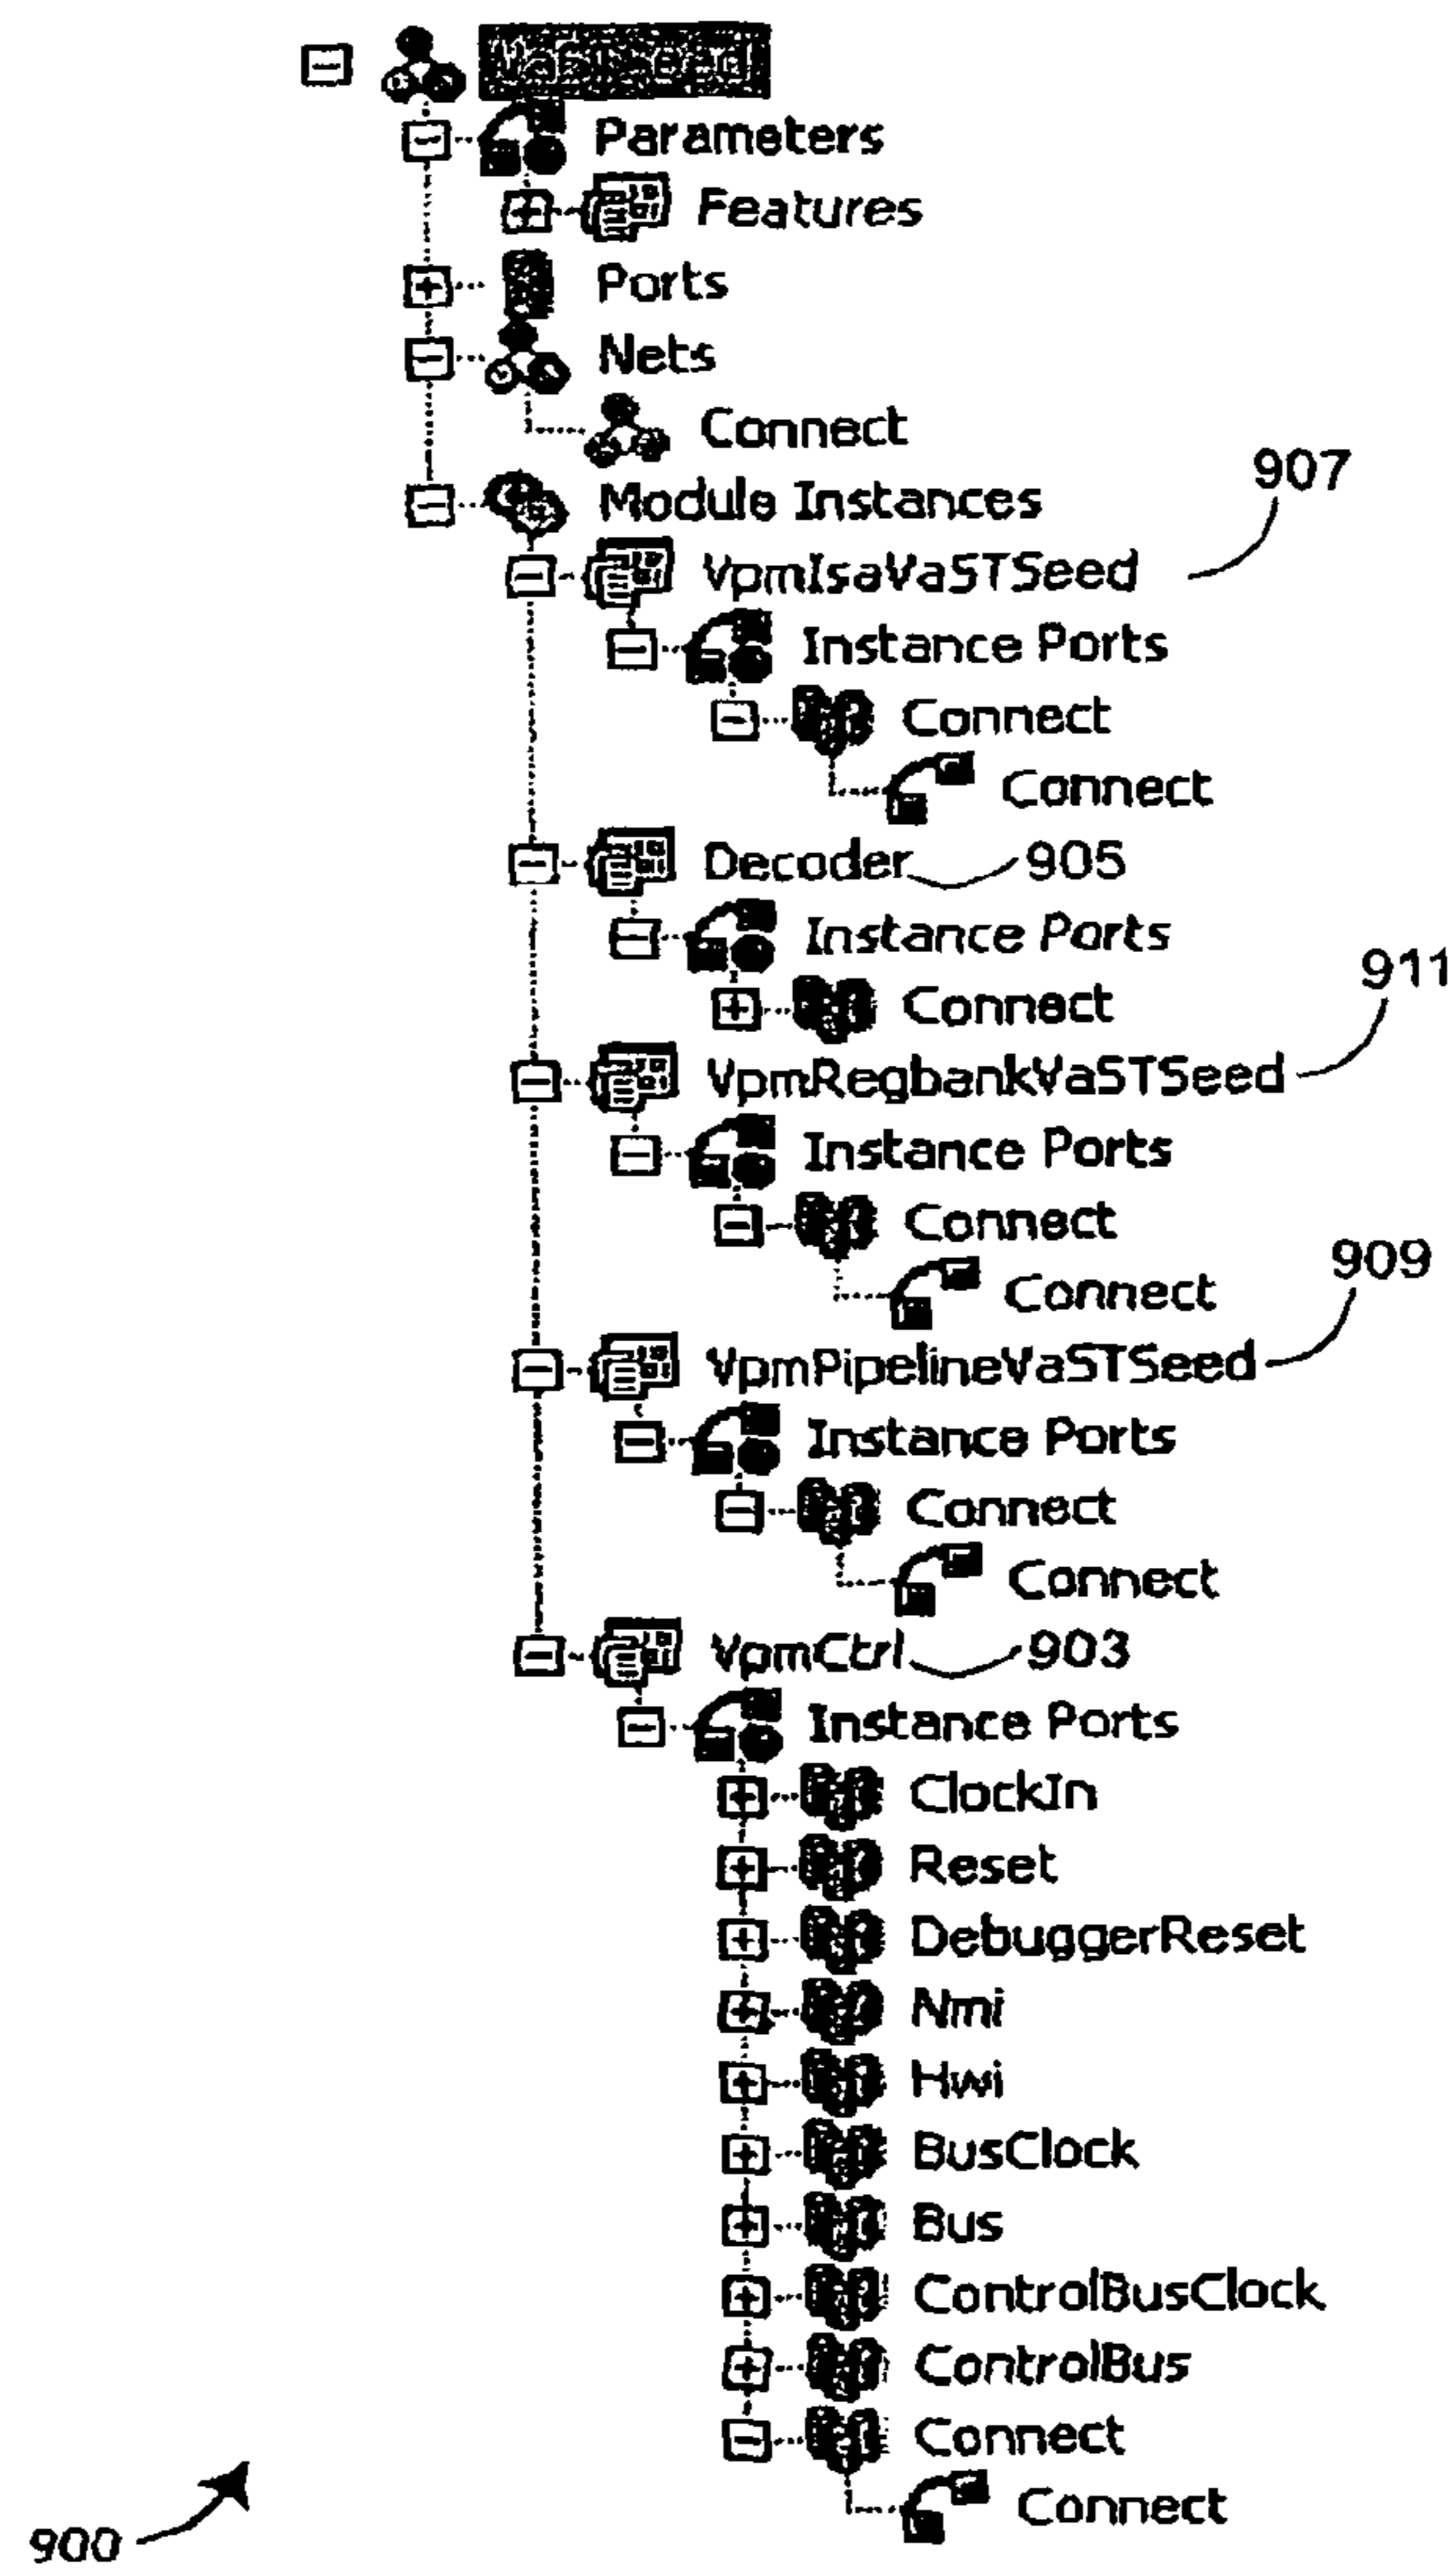 VaSTSeed
Parameters
Features
Ports
Nets
Connect
907
Module Instances
VpmIsaVaSTSeed
Instance Ports
Connect
Connect
Decoder 905
Instance Ports
911
Connect
VpmRegbankVaSTSeed
Instance Ports
Connect
909
Connect
VpmPipelineVaSTSeed
Instance Ports
Connect
Connect
VpmCtrl 903
Instance Ports
ClockIn
Reset
DebuggerReset
Nmi
Hwi
BusClock
Bus
ControlBusClock
ControlBus
Connect
Connect
900